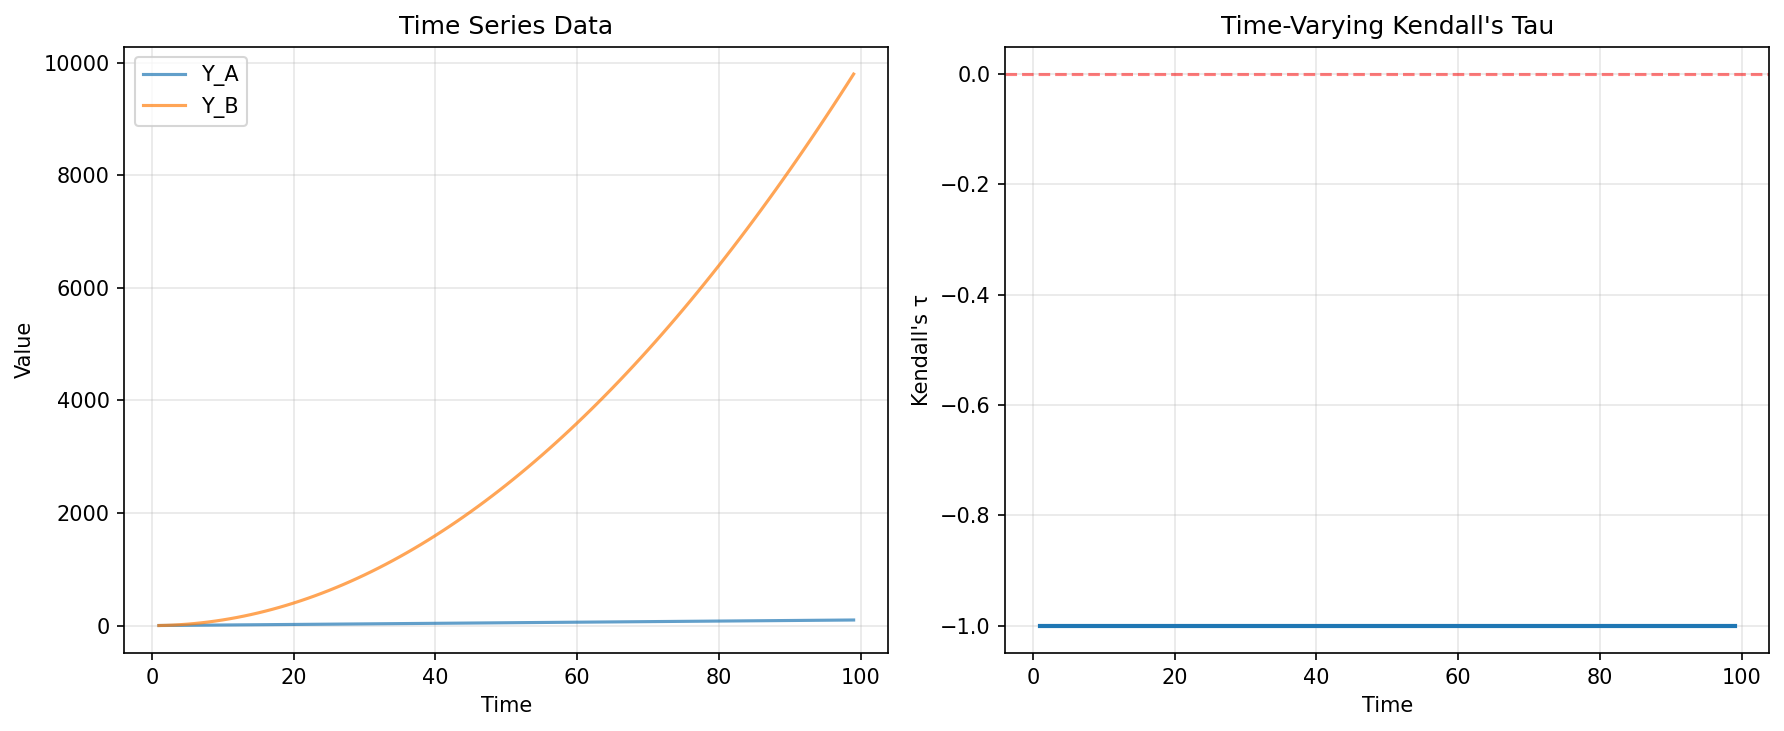 Time Series Data
Y_A
Y_B
10000
8000
6000
4000
2000
0
Value
0 20 40 60 80 100
Time
Time-Varying Kendall's Tau
0.0
−0.2
−0.4
−0.6
−0.8
−1.0
Kendall's τ
0 20 40 60 80 100
Time